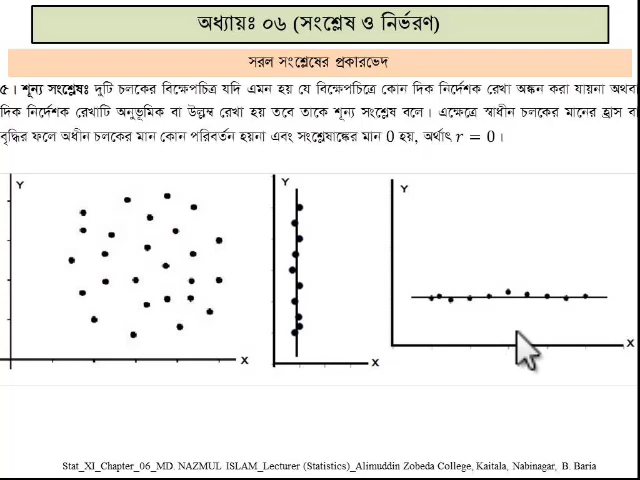 অধ্যায়ঃ ০৬ (সংশ্লেষ ও নির্ভরণ)
সরল সংশ্লেষের প্রকারভেদ
৫। শূন্য সংশ্লেষঃ দুটি চলকের বিক্ষেপচিত্র যদি এমন হয় যে বিক্ষেপচিত্রে কোন দিক নির্দেশক রেখা অঙ্কন করা যায়না অথবা
দিক নির্দেশক রেখাটি অনুভূমিক বা উল্লম্ব রেখা হয় তবে তাকে শূন্য সংশ্লেষ বলে। এক্ষেত্রে স্বাধীন চলকের মানের হ্রাস বা
বৃদ্ধির ফলে অধীন চলকের মান কোন পরিবর্তন হয়না এবং সংশ্লেষাঙ্কের মান 0 হয়, অর্থাৎ r = 0।
Y
Y
Y
X
X
X
Stat_XI_Chapter_06_MD. NAZMUL ISLAM_Lecturer (Statistics)_Alimuddin Zobeda College, Kaitala, Nabinagar, B. Baria